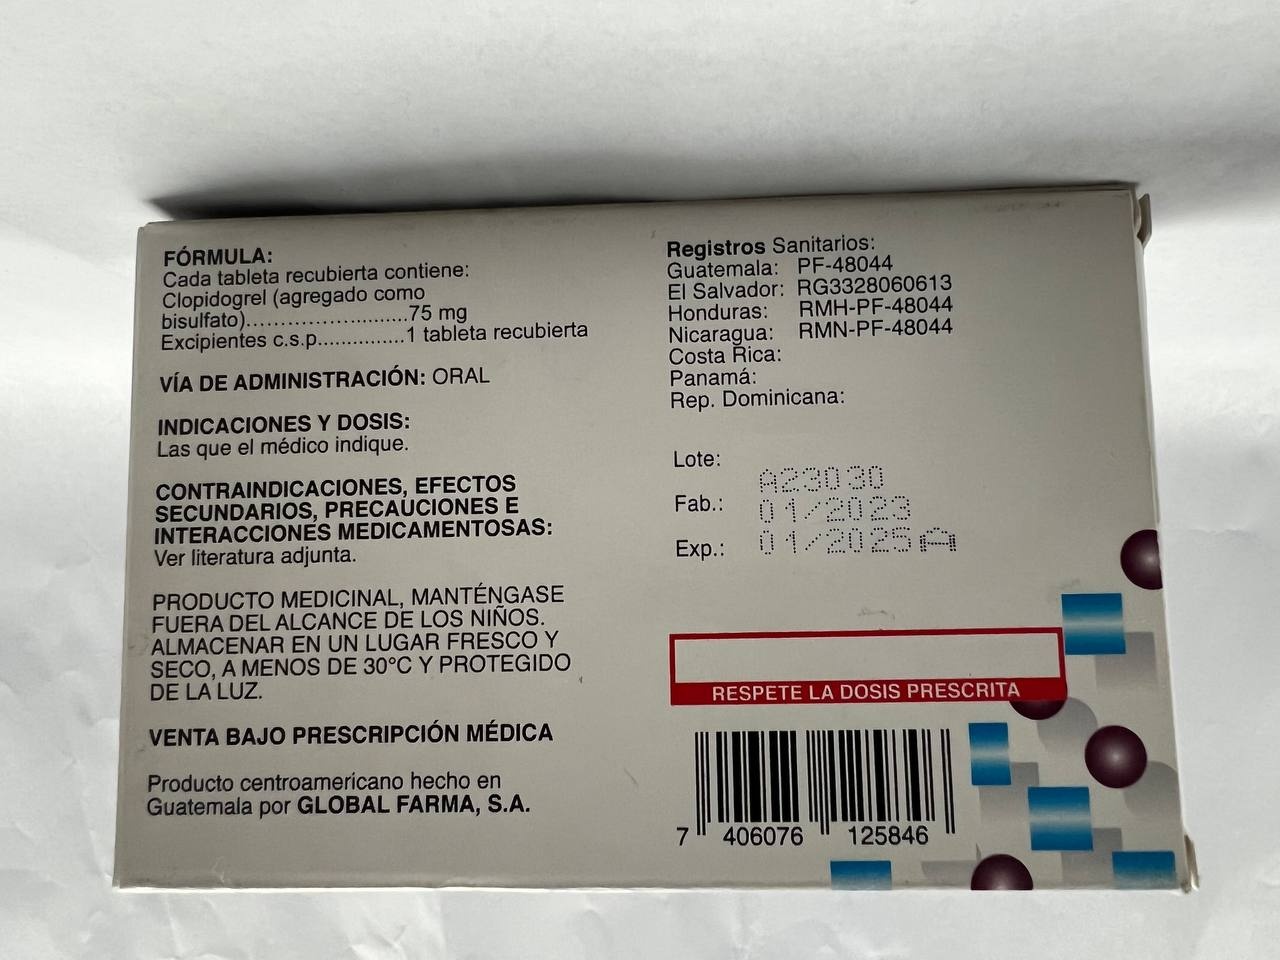 FÓRMULA:
Cada tableta recubierta contiene:
Clopidogrel (agregado como
bisulfato)..........................75 mg
Excipientes c.s.p...............1 tableta recubierta
VÍA DE ADMINISTRACIÓN: ORAL
INDICACIONES Y DOSIS:
Las que el médico indique.
CONTRAINDICACIONES, EFECTOS
SECUNDARIOS, PRECAUCIONES E
INTERACCIONES MEDICAMENTOSAS:
Ver literatura adjunta.
PRODUCTO MEDICINAL, MANTÉNGASE
FUERA DEL ALCANCE DE LOS NIÑOS.
ALMACENAR EN UN LUGAR FRESCO Y
SECO, A MENOS DE 30°C Y PROTEGIDO
DE LA LUZ.
VENTA BAJO PRESCRIPCIÓN MÉDICA
Producto centroamericano hecho en
Guatemala por GLOBAL FARMA, S.A.
Registros Sanitarios:
Guatemala: PF-48044
El Salvador: RG3328060613
Honduras: RMH-PF-48044
Nicaragua: RMN-PF-48044
Costa Rica:
Panamá:
Rep. Dominicana:
Lote: A23030
Fab.: 01/2023
Exp.: 01/2025 A
RESPETE LA DOSIS PRESCRITA
7 406076 125846